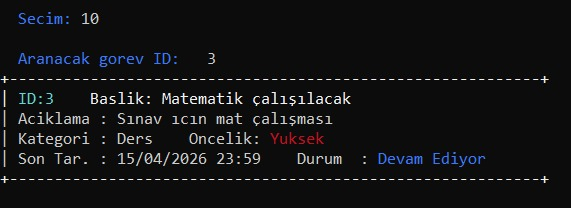 Secim: 10
Aranacak gorev ID: 3
+----------------------------------------------------------+
| ID:3 Baslik: Matematik çalışılacak
| Aciklama : Sınav ıcın mat çalışması
| Kategori : Ders Oncelik: Yuksek
| Son Tar. : 15/04/2026 23:59 Durum : Devam Ediyor
+----------------------------------------------------------+